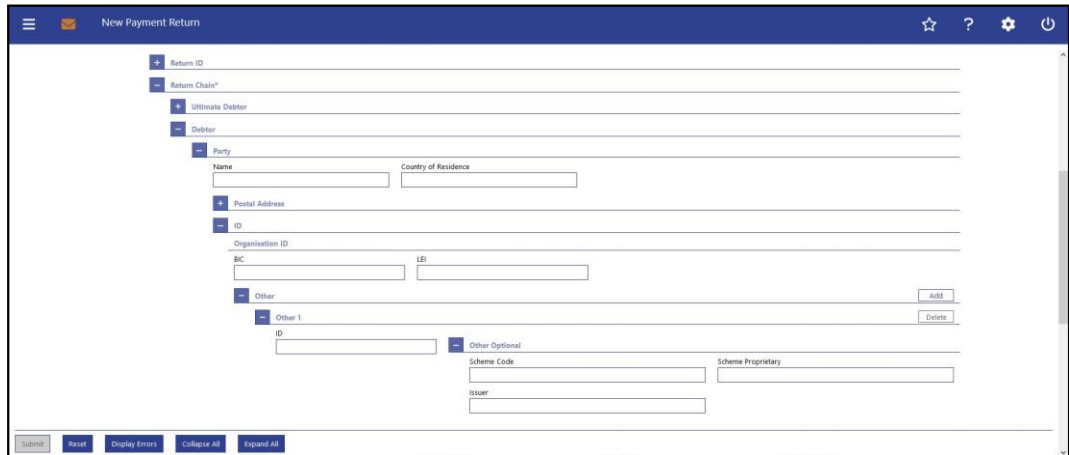 New Payment Return
?
+ Return ID
− Return Chain*
+ Ultimate Debtor
− Debtor
− Party
Name Country of Residence
+ Postal Address
− ID
Organisation ID
BIC LEI
− Other Add
− Other 1 Delete
ID − Other Optional
Scheme Code Scheme Proprietary
Issuer
Submit Reset Display Errors Collapse All Expand All